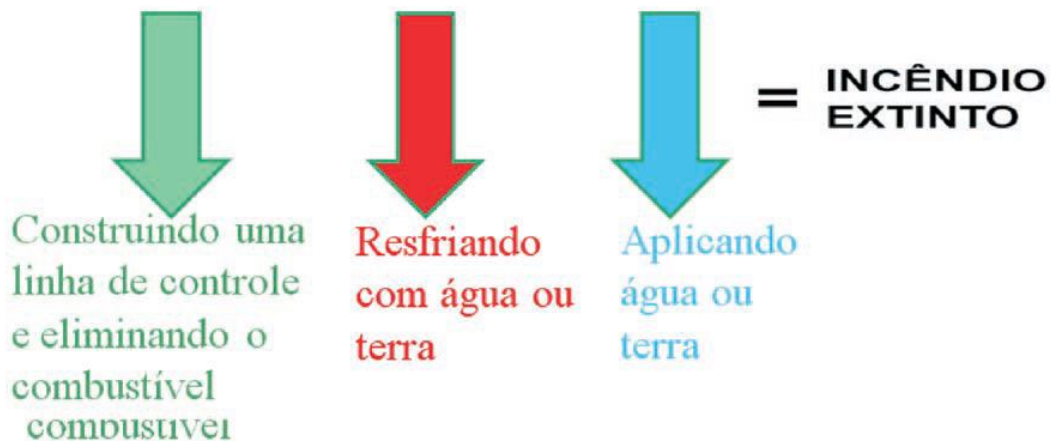 = INCÊNDIO
EXTINTO
Construindo uma
linha de controle
e eliminando o
combustível
combustível
Resfriando
com água ou
terra
Aplicando
água ou
terra